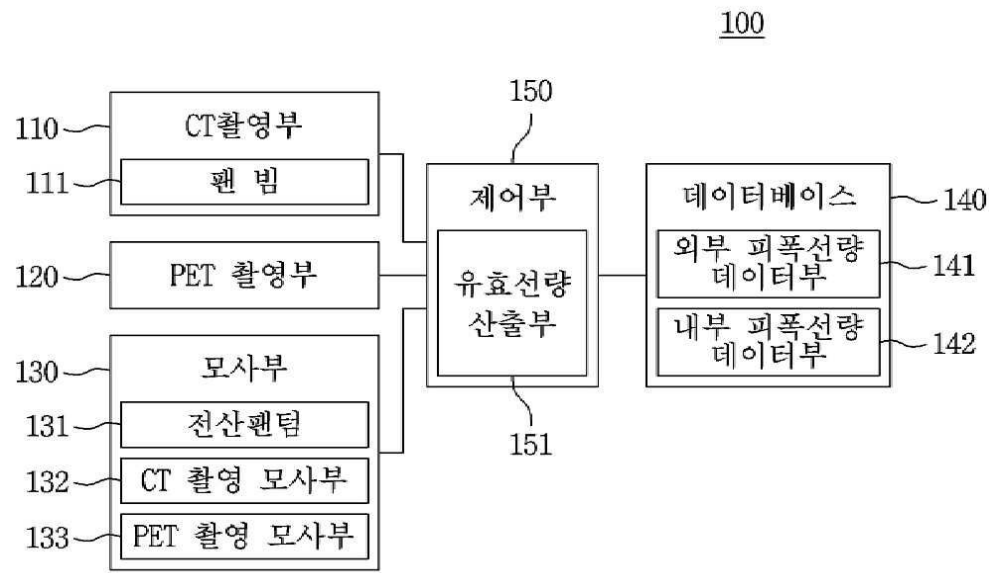 100
110
CT촬영부
111
팬 빔
120
PET 촬영부
130
모사부
131
전산팬텀
132
CT 촬영 모사부
133
PET 촬영 모사부
150
제어부
유효선량
산출부
151
데이터베이스
140
외부 피폭선량
데이터부
141
내부 피폭선량
데이터부
142